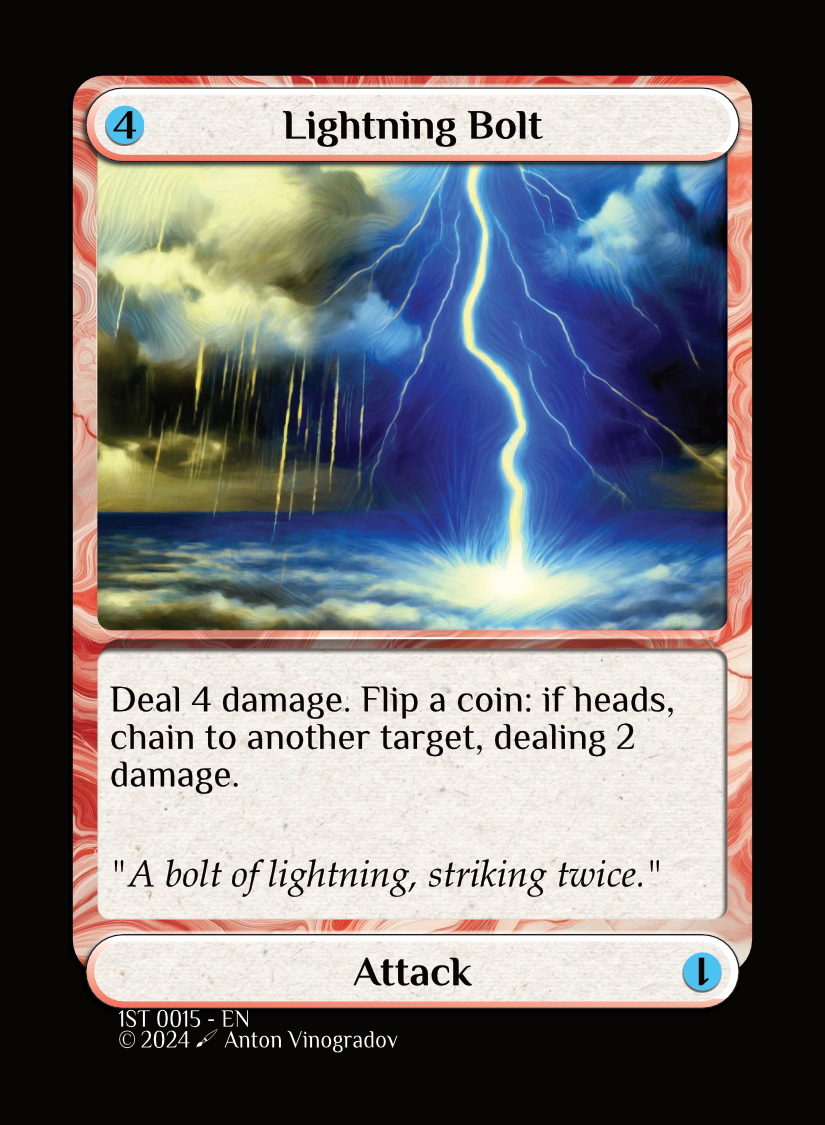 4 Lightning Bolt
Deal 4 damage. Flip a coin: if heads,
chain to another target, dealing 2
damage.
"A bolt of lightning, striking twice."
Attack 1
1ST 0015 - EN
© 2024 🖌 Anton Vinogradov